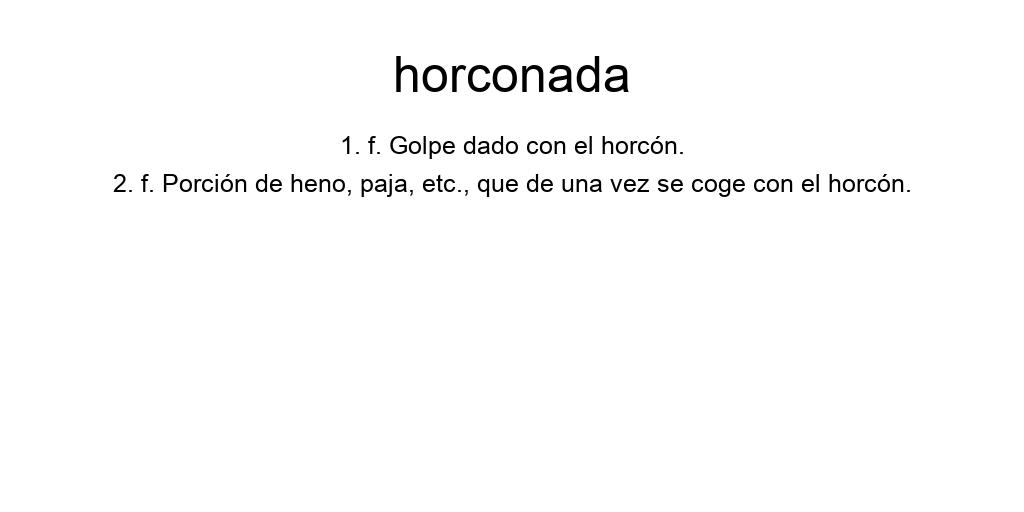 horconada
1. f. Golpe dado con el horcón.
2. f. Porción de heno, paja, etc., que de una vez se coge con el horcón.